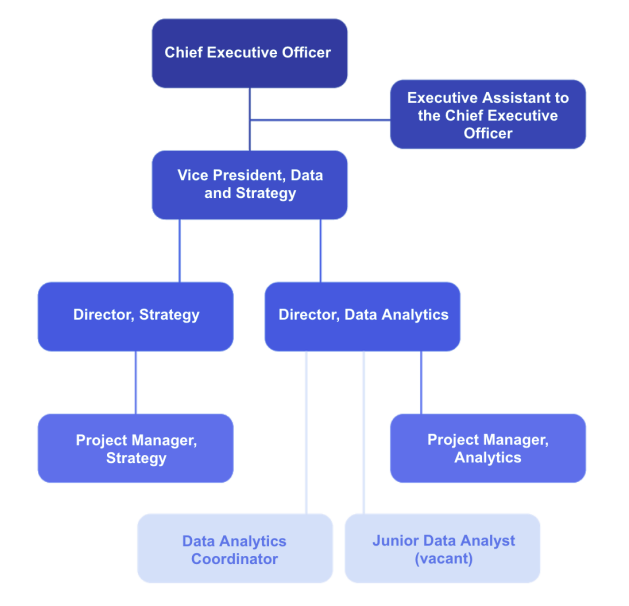 Chief Executive Officer
Executive Assistant to
the Chief Executive
Officer
Vice President, Data
and Strategy
Director, Strategy
Director, Data Analytics
Project Manager,
Strategy
Project Manager,
Analytics
Data Analytics
Coordinator
Junior Data Analyst
(vacant)